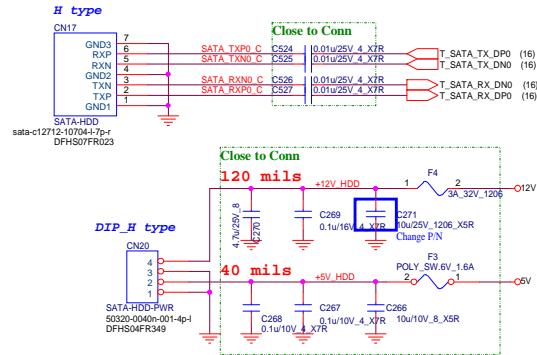 H type
CN17
Close to Conn
GND3 7
RXP 6 SATA_TXP0_C C524 0.01u/25V_4_X7R T_SATA_TX_DP0 (16)
RXN 5 SATA_TXN0_C C525 0.01u/25V_4_X7R T_SATA_TX_DN0 (16)
GND2 4
TXN 3 SATA_RXN0_C C526 0.01u/25V_4_X7R T_SATA_RX_DN0 (16)
TXP 2 SATA_RXP0_C C527 0.01u/25V_4_X7R T_SATA_RX_DP0 (16)
GND1 1
SATA-HDD
sata-c12712-10704-l-7p-r
DFHS07FR023
Close to Conn
120 mils
+12V_HDD
F4
1 2
3A_32V_1206
12V
4.7u/25V_8
C270
C269
0.1u/16V_4_X7R
C271
10u/25V_1206_X5R
Change P/N
DIP_H type
CN20
4
3
2
1
SATA-HDD-PWR
50320-0040n-001-4p-l
DFHS04FR349
40 mils
+5V_HDD
F3
POLY_SW.6V_1.6A
2 1
5V
C268
0.1u/10V_4_X7R
C267
0.1u/10V_4_X7R
C266
10u/10V_8_X5R